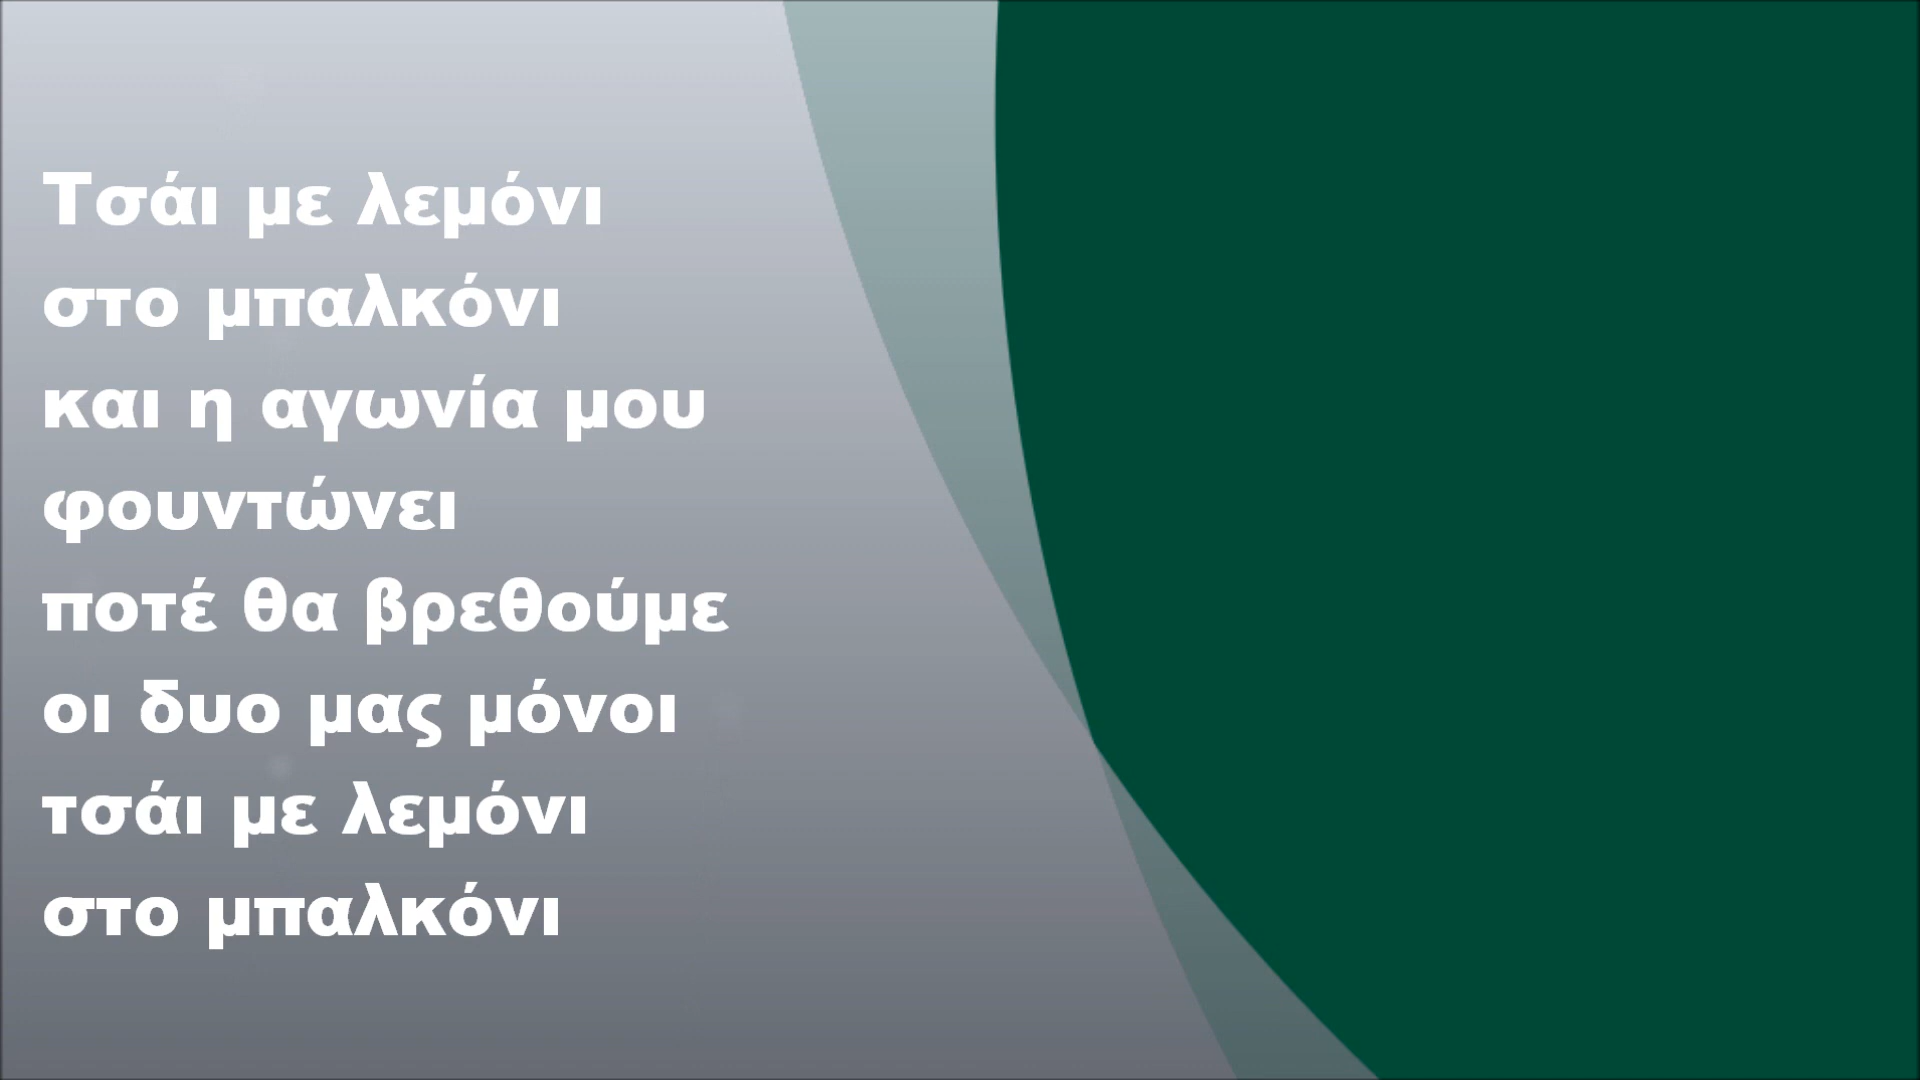 Τσάι με λεμόνι
στο μπαλκόνι
και η αγωνία μου
φουντώνει
ποτέ θα βρεθούμε
οι δυο μας μόνοι
τσάι με λεμόνι
στο μπαλκόνι